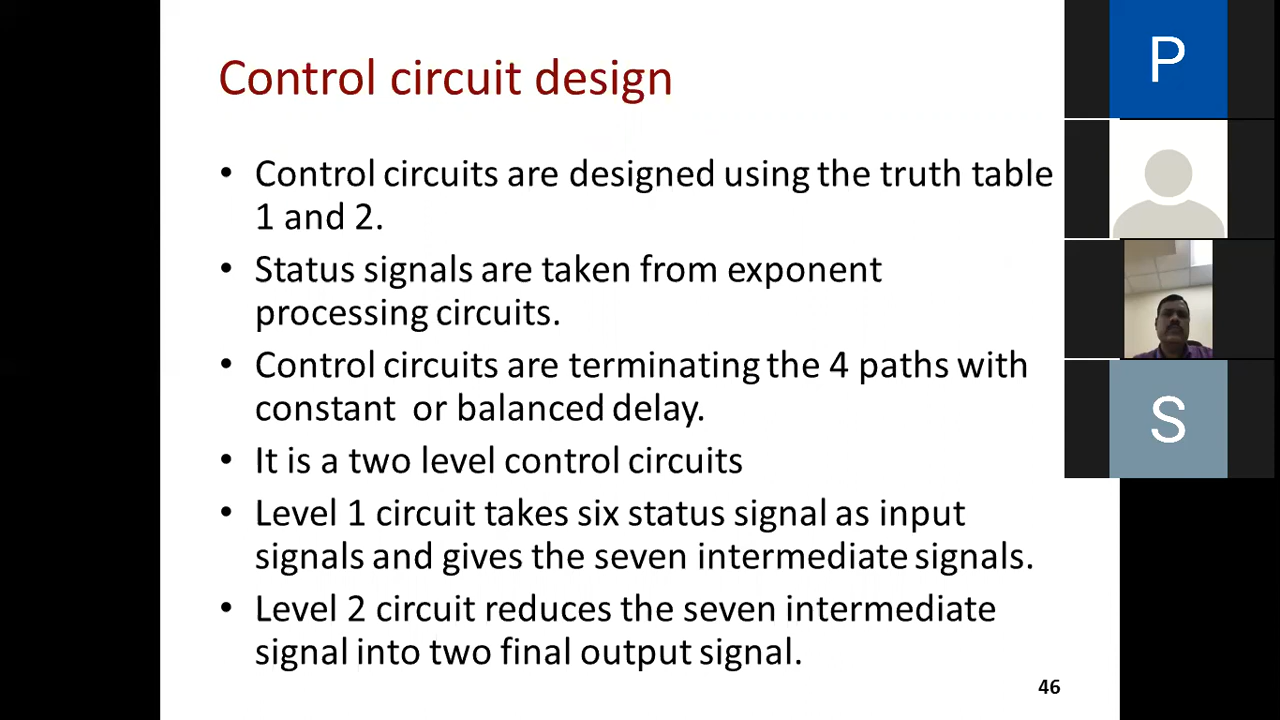 Control circuit design
• Control circuits are designed using the truth table
1 and 2.
• Status signals are taken from exponent
processing circuits.
• Control circuits are terminating the 4 paths with
constant  or balanced delay.
• It is a two level control circuits
• Level 1 circuit takes six status signal as input
signals and gives the seven intermediate signals.
• Level 2 circuit reduces the seven intermediate
signal into two final output signal.
46
P
S